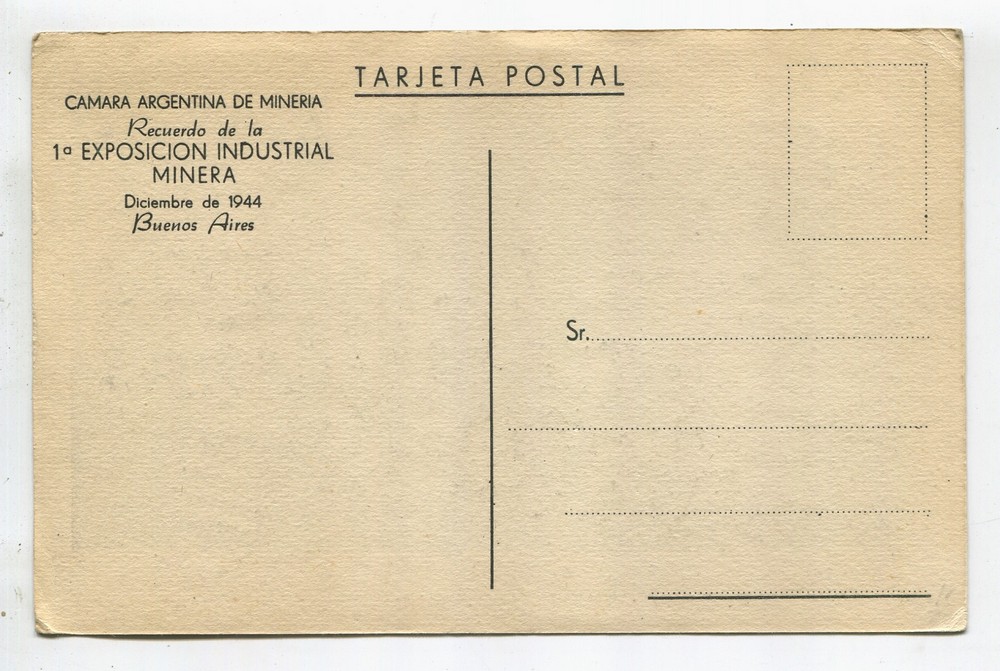 TARJETA POSTAL
CAMARA ARGENTINA DE MINERIA
Recuerdo de la
1ª EXPOSICION INDUSTRIAL
MINERA
Diciembre de 1944
Buenos Aires
Sr.